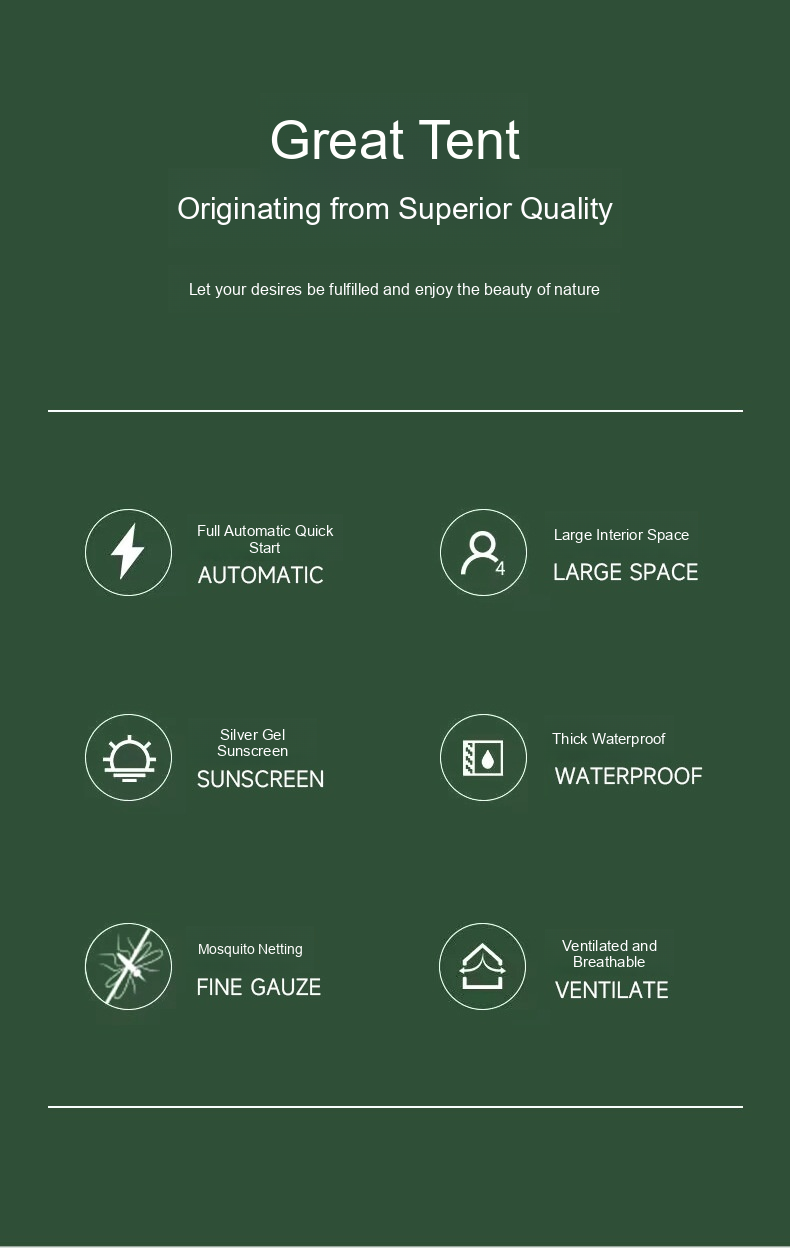 Great Tent
Originating from Superior Quality
Let your desires be fulfilled and enjoy the beauty of nature
Full Automatic Quick
Start
AUTOMATIC
Large Interior Space
4
LARGE SPACE
Silver Gel
Sunscreen
SUNSCREEN
Thick Waterproof
WATERPROOF
Mosquito Netting
FINE GAUZE
Ventilated and
Breathable
VENTILATE